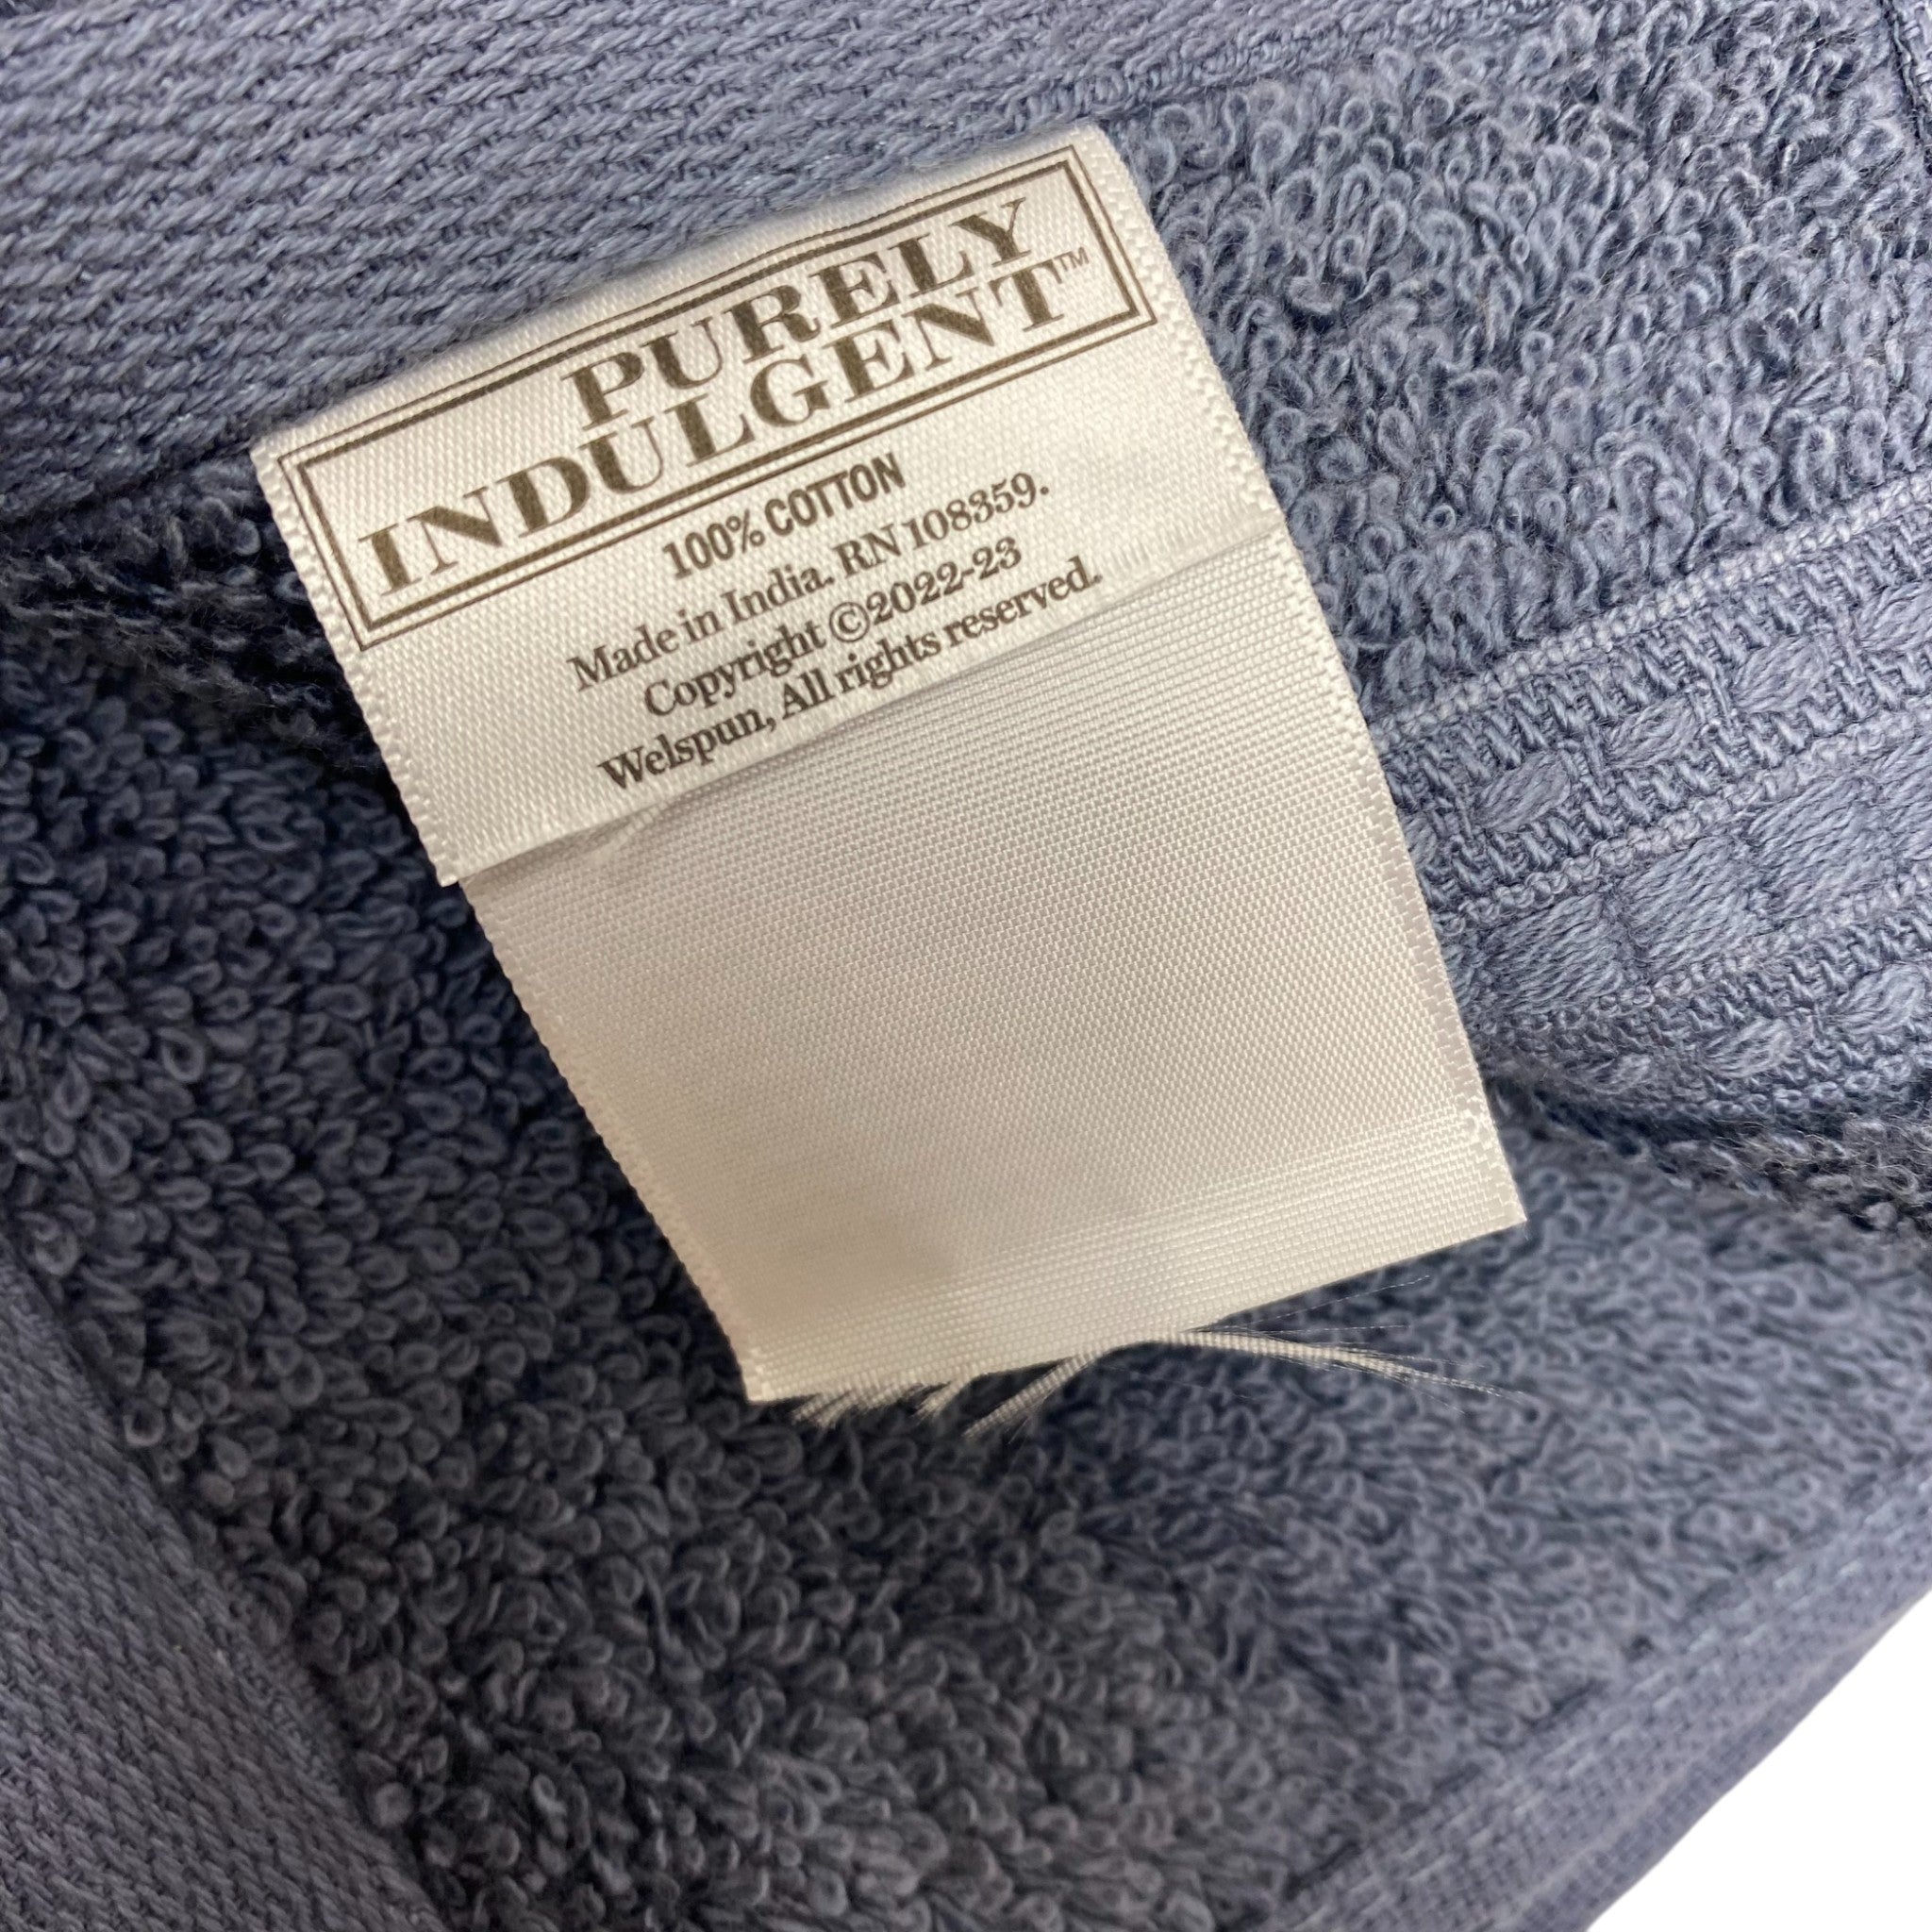 PURELY
INDULGENT™
100% COTTON
Made in India. RN 108359.
Copyright ©2022-23
Welspun, All rights reserved.